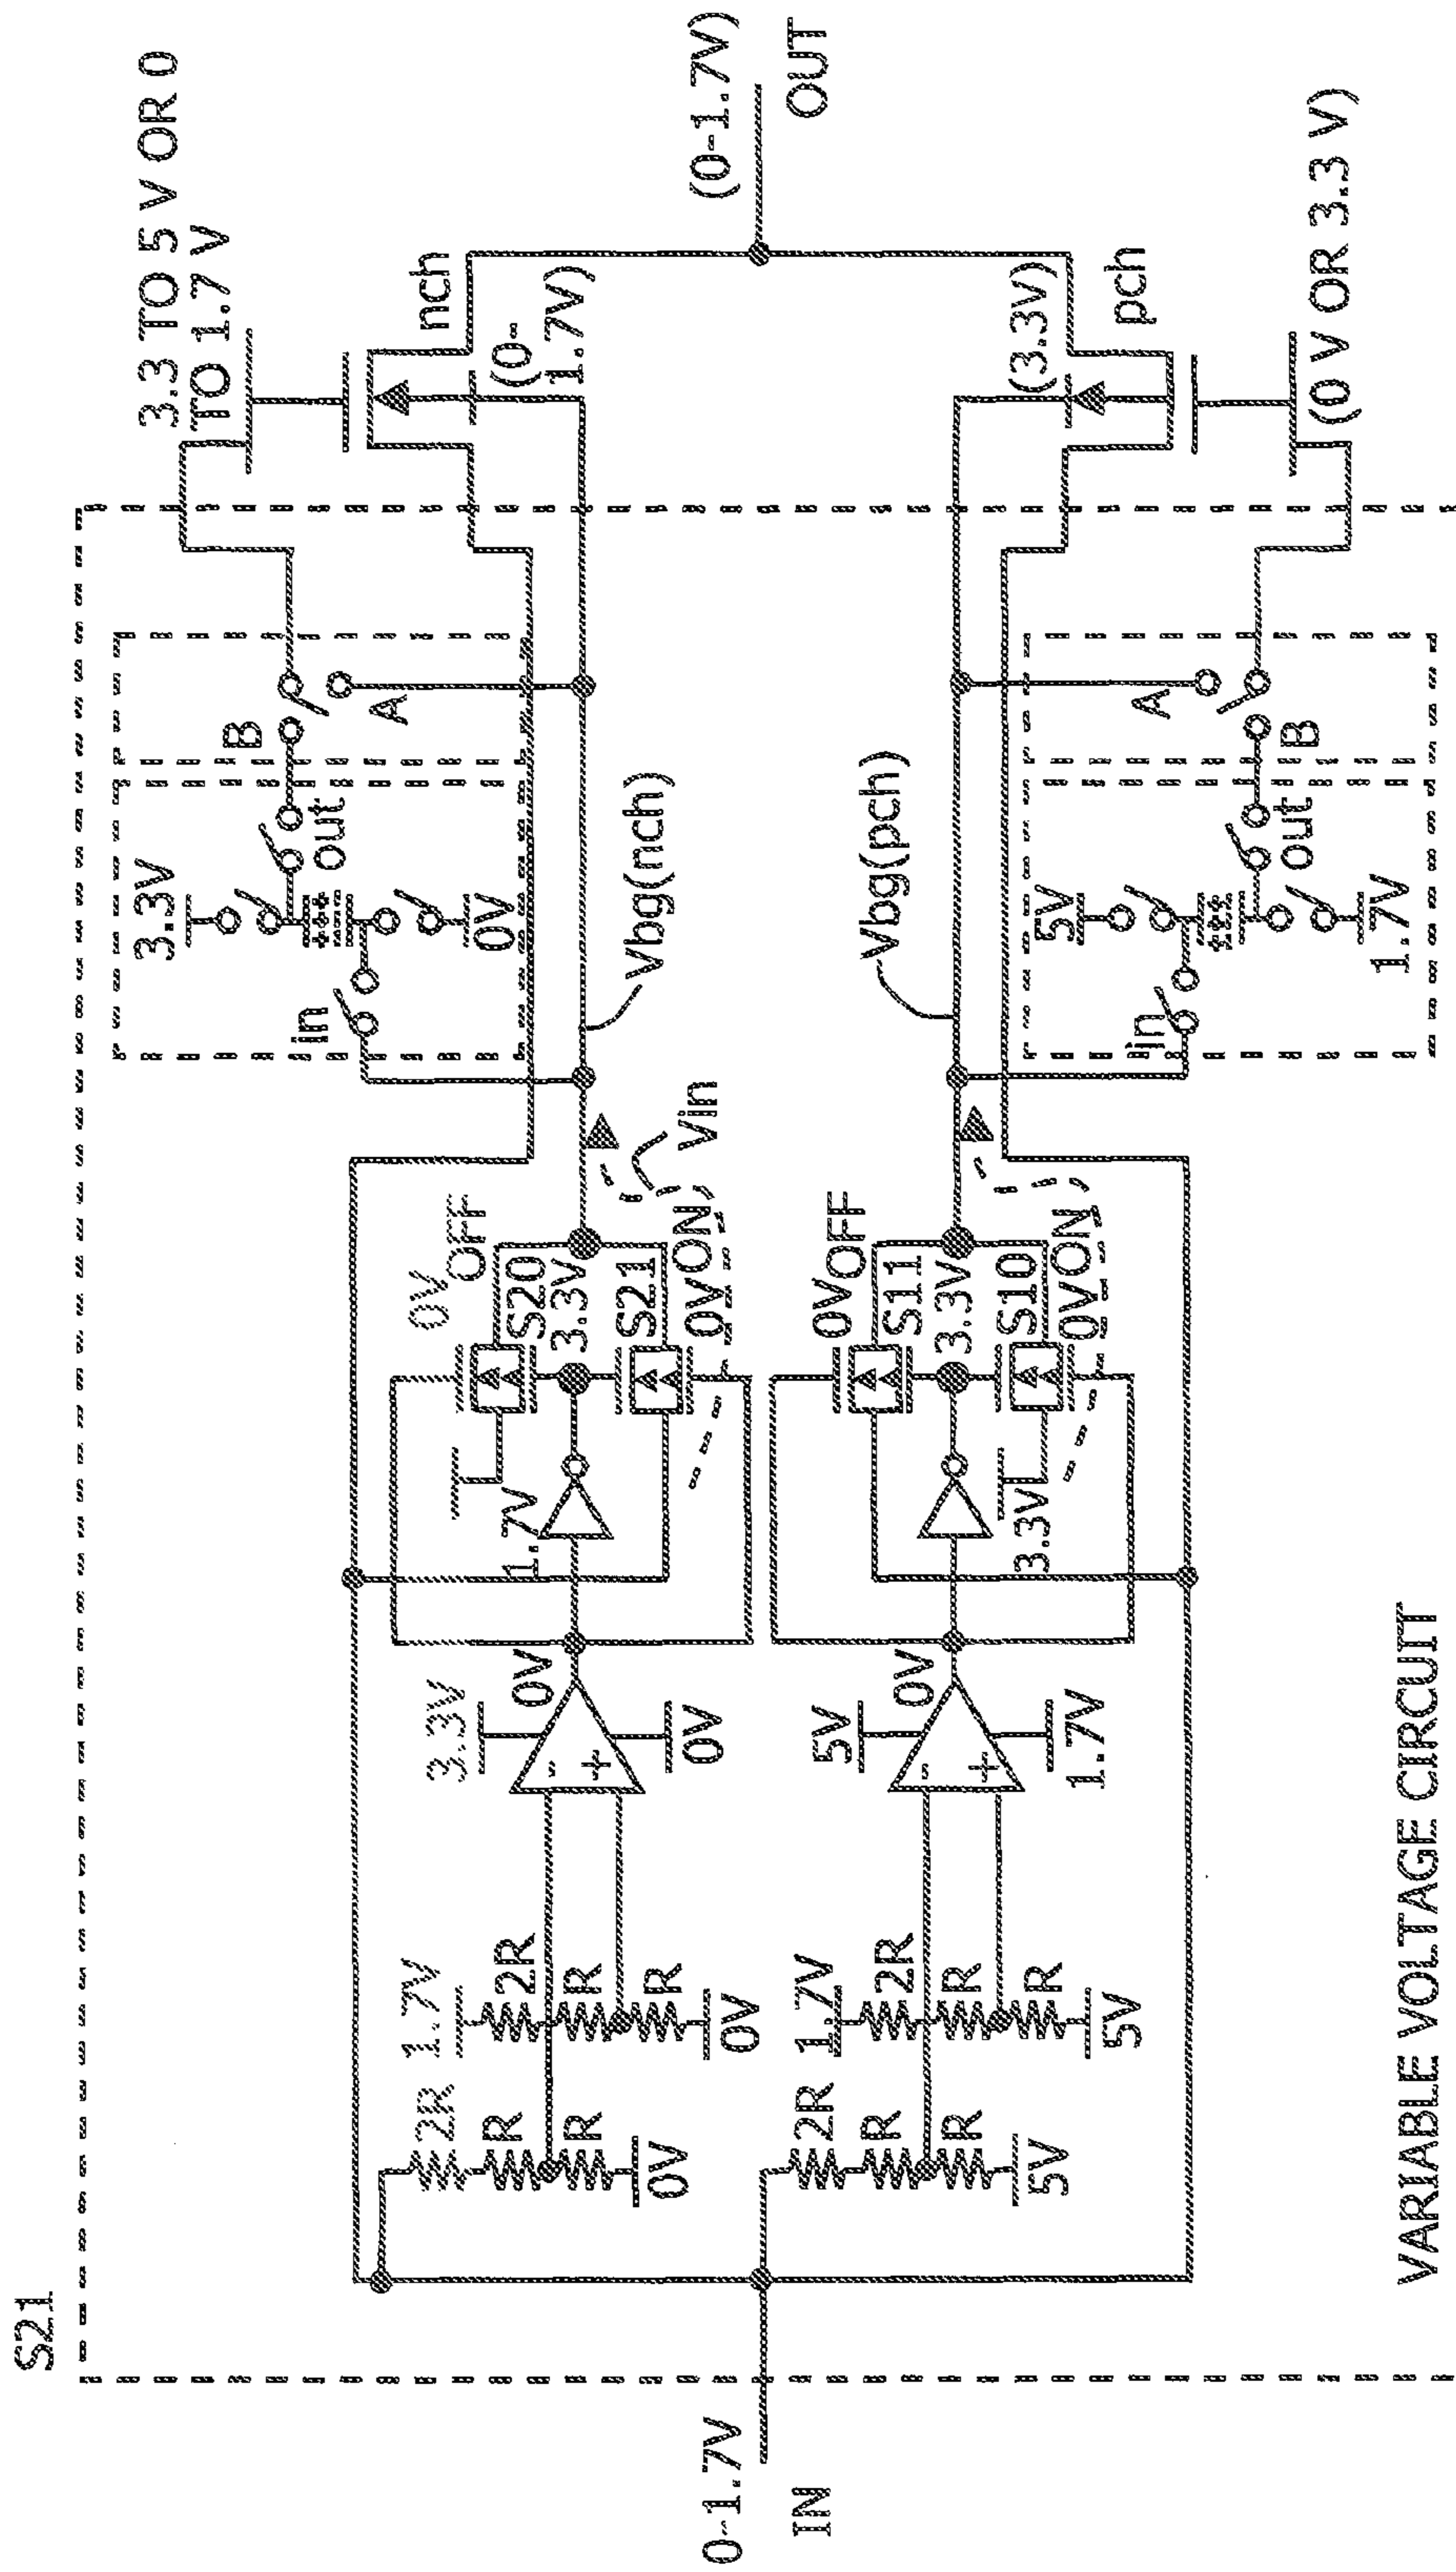 S21
3.3 TO 5 V OR 0
TO 1.7 V
nch
(0-
1.7V)
(0-1.7V)
OUT
(3.3V)
pch
(0 V OR 3.3 V)
B
A
3.3V
out
0V
in
Vbg(nch)
Vbg(pch)
A
B
5V
out
1.7V
in
Vin
0V
OFF
S20
3.3V
S21
0V
ON
1.7V
0V
OFF
S11
3.3V
S10
0V
ON
3.3V
3.3V
0V
-
+
0V
5V
0V
-
+
1.7V
1.7V
2R
R
R
0V
2R
R
R
0V
1.7V
2R
R
R
5V
2R
R
R
5V
0-1.7V
IN
VARIABLE VOLTAGE CIRCUIT